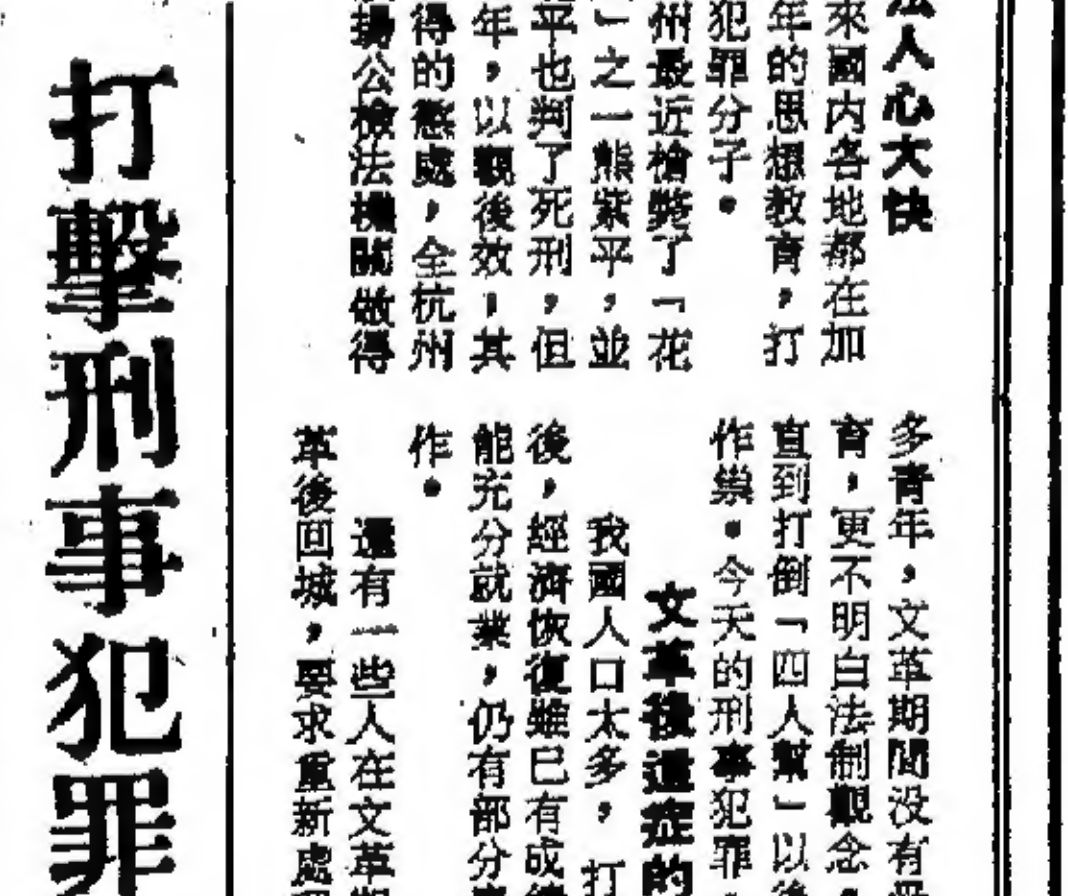 法人心大快
來國内各地都在加
年的思想教育，打
犯罪分子。
州最近槍斃了「花
」之一熊紫平，並
平也判了死刑，但
年，以觀後效，其
得的懲處，全杭州
揚公檢法機關做得
多青年，文革期間没有
育，更不明白法制觀念，
直到打倒「四人幫」以後
作祟。今天的刑事犯罪，
文革後遺症的
我國人口太多，打
後，經濟恢復雖已有成績
能充分就業，仍有部分
作。
還有一些人在文革期
革後回城，要求重新處理
打擊刑事犯罪